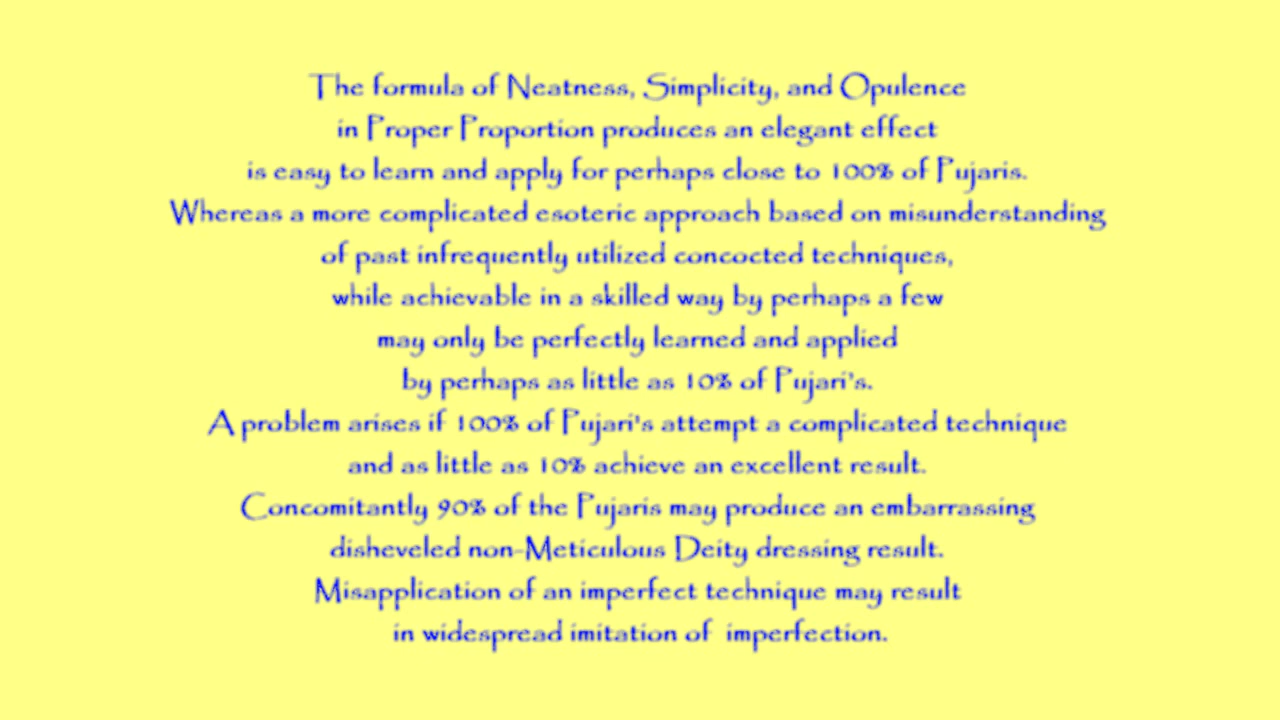 The formula of Neatness, Simplicity, and Opulence
in Proper Proportion produces an elegant effect
is easy to learn and apply for perhaps close to 100% of Pujaris.
Whereas a more complicated esoteric approach based on misunderstanding
of past infrequently utilized concocted techniques,
while achievable in a skilled way by perhaps a few
may only be perfectly learned and applied
by perhaps as little as 10% of Pujari's.
A problem arises if 100% of Pujari's attempt a complicated technique
and as little as 10% achieve an excellent result.
Concomitantly 90% of the Pujaris may produce an embarrassing
disheveled non-Meticulous Deity dressing result.
Misapplication of an imperfect technique may result
in widespread imitation of imperfection.